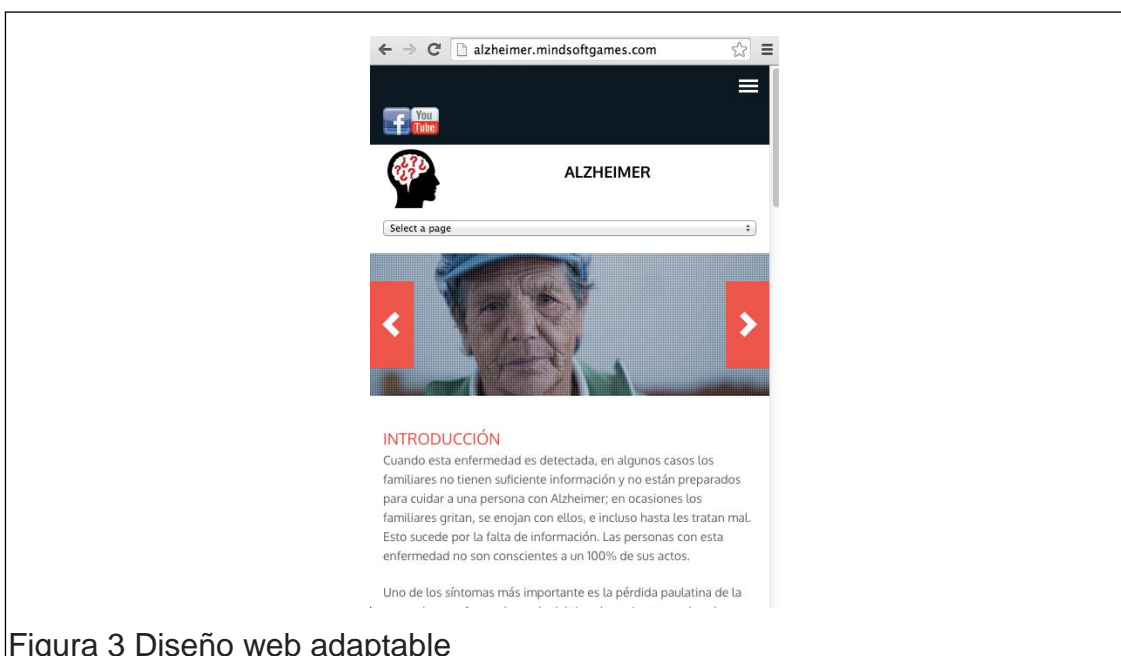 alzheimer.mindsoftgames.com
f You
Tube
¿?¿?
¿?
ALZHEIMER
Select a page
INTRODUCCIÓN
Cuando esta enfermedad es detectada, en algunos casos los
familiares no tienen suficiente información y no están preparados
para cuidar a una persona con Alzheimer; en ocasiones los
familiares gritan, se enojan con ellos, e incluso hasta les tratan mal.
Esto sucede por la falta de información. Las personas con esta
enfermedad no son conscientes a un 100% de sus actos.
Uno de los síntomas más importante es la pérdida paulatina de la
Figura 3 Diseño web adaptable